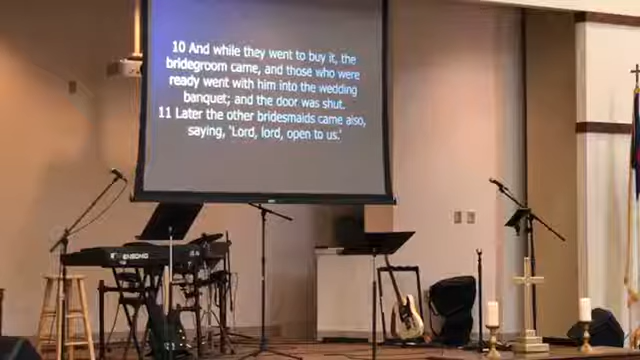 10 And while they went to buy it, the
bridegroom came, and those who were
ready went with him into the wedding
banquet; and the door was shut.
11 Later the other bridesmaids came also,
saying, 'Lord, lord, open to us.'